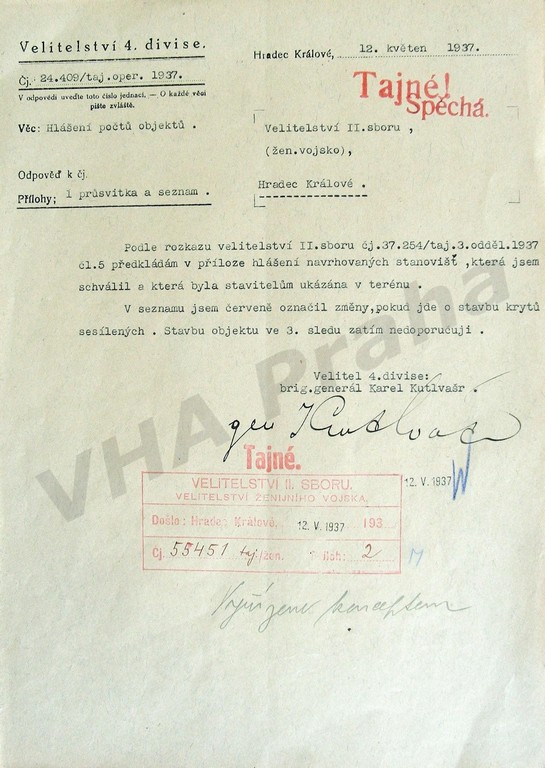 Velitelství 4. divise.
Hradec Králové, 12. květen 1937.
Čj. 24.409/taj.oper. 1937.
V odpovědi uveďte toto číslo jednací. — O každé věci
pište zvláště.
Tajné!
Spěchá.
Věc: Hlášení počtů objektů .
Velitelství II.sboru ,
(žen.vojsko),
Odpověď k čj.
Přílohy; 1 průsvitka a seznam .
Hradec Králové .
Podle rozkazu velitelství II.sboru čj.37.254/taj.3.odděl.1937
čl.5 předkládám v příloze hlášení navrhovaných stanovišť ,která jsem
schválil a která byla stavitelům ukázána v terénu .
V seznamu jsem červeně označil změny,pokud jde o stavbu krytů
sesílených . Stavbu objektu ve 3. sledu zatím nedoporučuji .
Velitel 4.divise:
brig.generál Karel Kutlvašr .
gen Kutlvašr
Tajné.
VELITELSTVÍ II. SBORU.
VELITELSTVÍ ŽENIJNÍHO VOJSKA.
12. V. 1937
Došlo: Hradec Králové, 12. V. 1937 193
Čj. 55451 taj./žen. Příloh: 2
M
Vyřízeno konceptem
VHA Praha